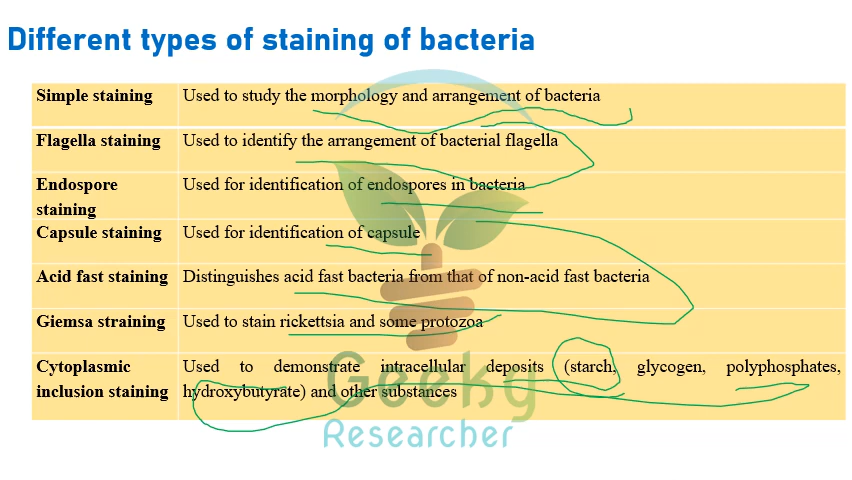 Different types of staining of bacteria
Simple staining Used to study the morphology and arrangement of bacteria
Flagella staining Used to identify the arrangement of bacterial flagella
Endospore Used for identification of endospores in bacteria
staining
Capsule staining Used for identification of capsule
Acid fast staining Distinguishes acid fast bacteria from that of non-acid fast bacteria
Giemsa straining Used to stain rickettsia and some protozoa
Cytoplasmic Used to demonstrate intracellular deposits (starch, glycogen, polyphosphates,
inclusion staining hydroxybutyrate) and other substances
Geeky
Researcher